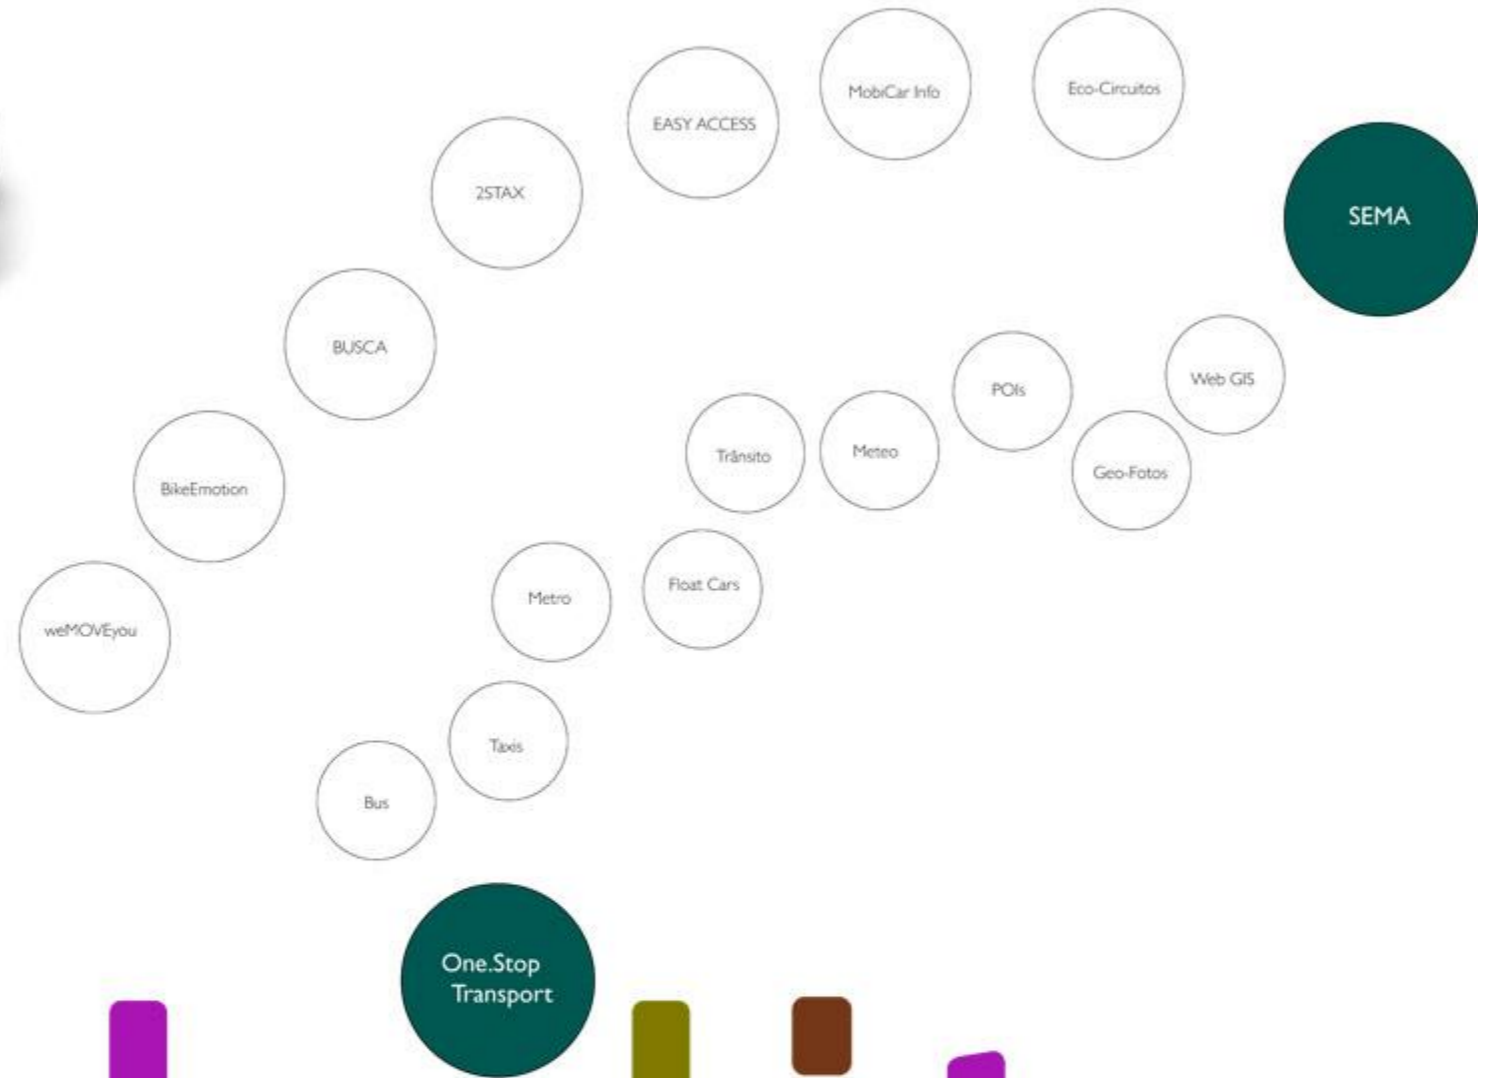 MobiCar Info
Eco-Circuitos
EASY ACCESS
2STAX
SEMA
BUSCA
Web GIS
POIs
Trânsito
Meteo
Geo-Fotos
BikeEmotion
Float Cars
Metro
weMOVEyou
Taxis
Bus
One.Stop
Transport